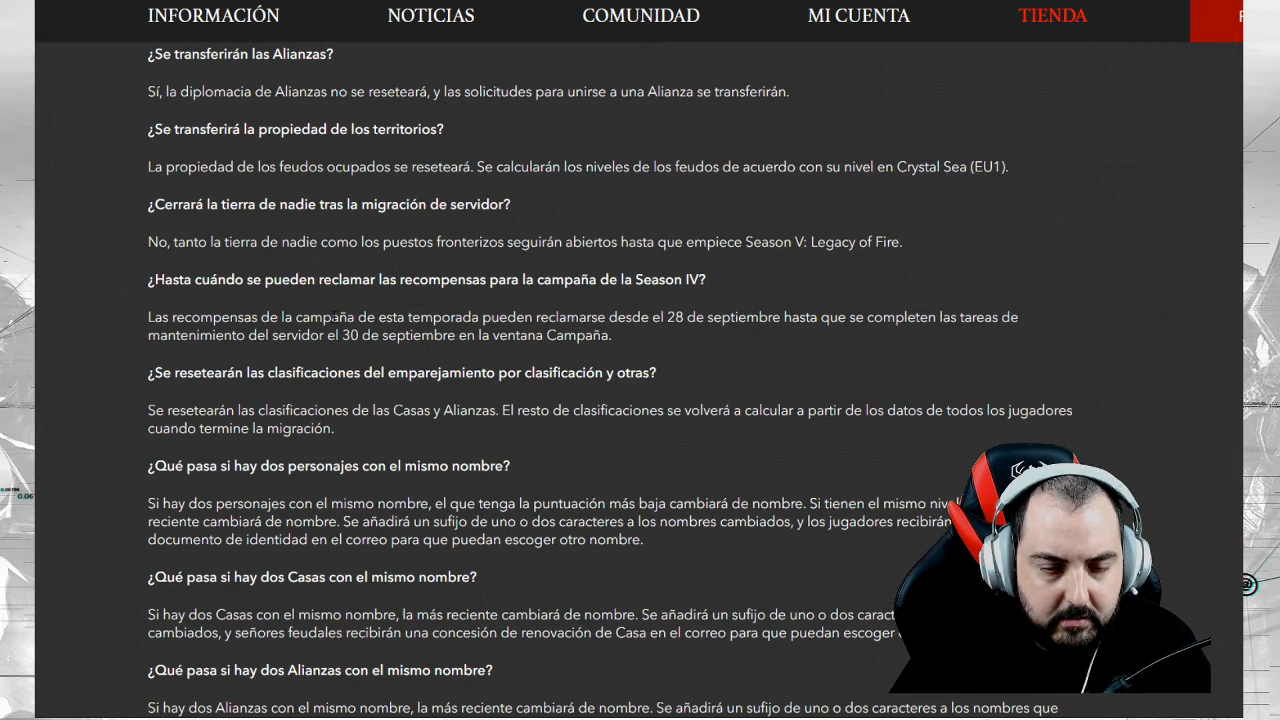 INFORMACIÓN NOTICIAS COMUNIDAD MI CUENTA TIENDA
¿Se transferirán las Alianzas?
Sí, la diplomacia de Alianzas no se reseteará, y las solicitudes para unirse a una Alianza se transferirán.
¿Se transferirá la propiedad de los territorios?
La propiedad de los feudos ocupados se reseteará. Se calcularán los niveles de los feudos de acuerdo con su nivel en Crystal Sea (EU1).
¿Cerrará la tierra de nadie tras la migración de servidor?
No, tanto la tierra de nadie como los puestos fronterizos seguirán abiertos hasta que empiece Season V: Legacy of Fire.
¿Hasta cuándo se pueden reclamar las recompensas para la campaña de la Season IV?
Las recompensas de la campaña de esta temporada pueden reclamarse desde el 28 de septiembre hasta que se completen las tareas de
mantenimiento del servidor el 30 de septiembre en la ventana Campaña.
¿Se resetearán las clasificaciones del emparejamiento por clasificación y otras?
Se resetearán las clasificaciones de las Casas y Alianzas. El resto de clasificaciones se volverá a calcular a partir de los datos de todos los jugadores
cuando termine la migración.
¿Qué pasa si hay dos personajes con el mismo nombre?
Si hay dos personajes con el mismo nombre, el que tenga la puntuación más baja cambiará de nombre. Si tienen el mismo
reciente cambiará de nombre. Se añadirá un sufijo de uno o dos caracteres a los nombres cambiados, y los jugadores recibirán
documento de identidad en el correo para que puedan escoger otro nombre.
¿Qué pasa si hay dos Casas con el mismo nombre?
Si hay dos Casas con el mismo nombre, la más reciente cambiará de nombre. Se añadirá un sufijo de uno o dos
cambiados, y señores feudales recibirán una concesión de renovación de Casa en el correo para que puedan escoger
¿Qué pasa si hay dos Alianzas con el mismo nombre?
Si hay dos Alianzas con el mismo nombre, la más reciente cambiará de nombre. Se añadirá un sufijo de uno o dos caracteres a los nombres que